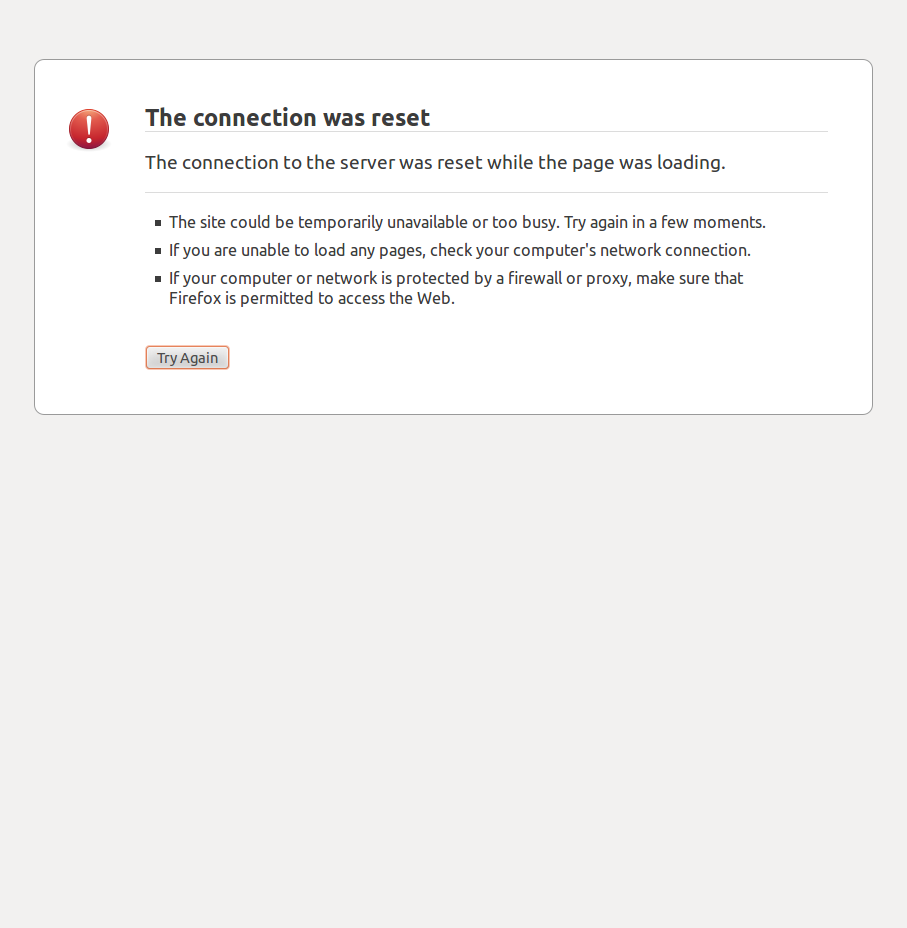 The connection was reset
The connection to the server was reset while the page was loading.
The site could be temporarily unavailable or too busy. Try again in a few moments.
If you are unable to load any pages, check your computer's network connection.
If your computer or network is protected by a firewall or proxy, make sure that
Firefox is permitted to access the Web.
Try Again